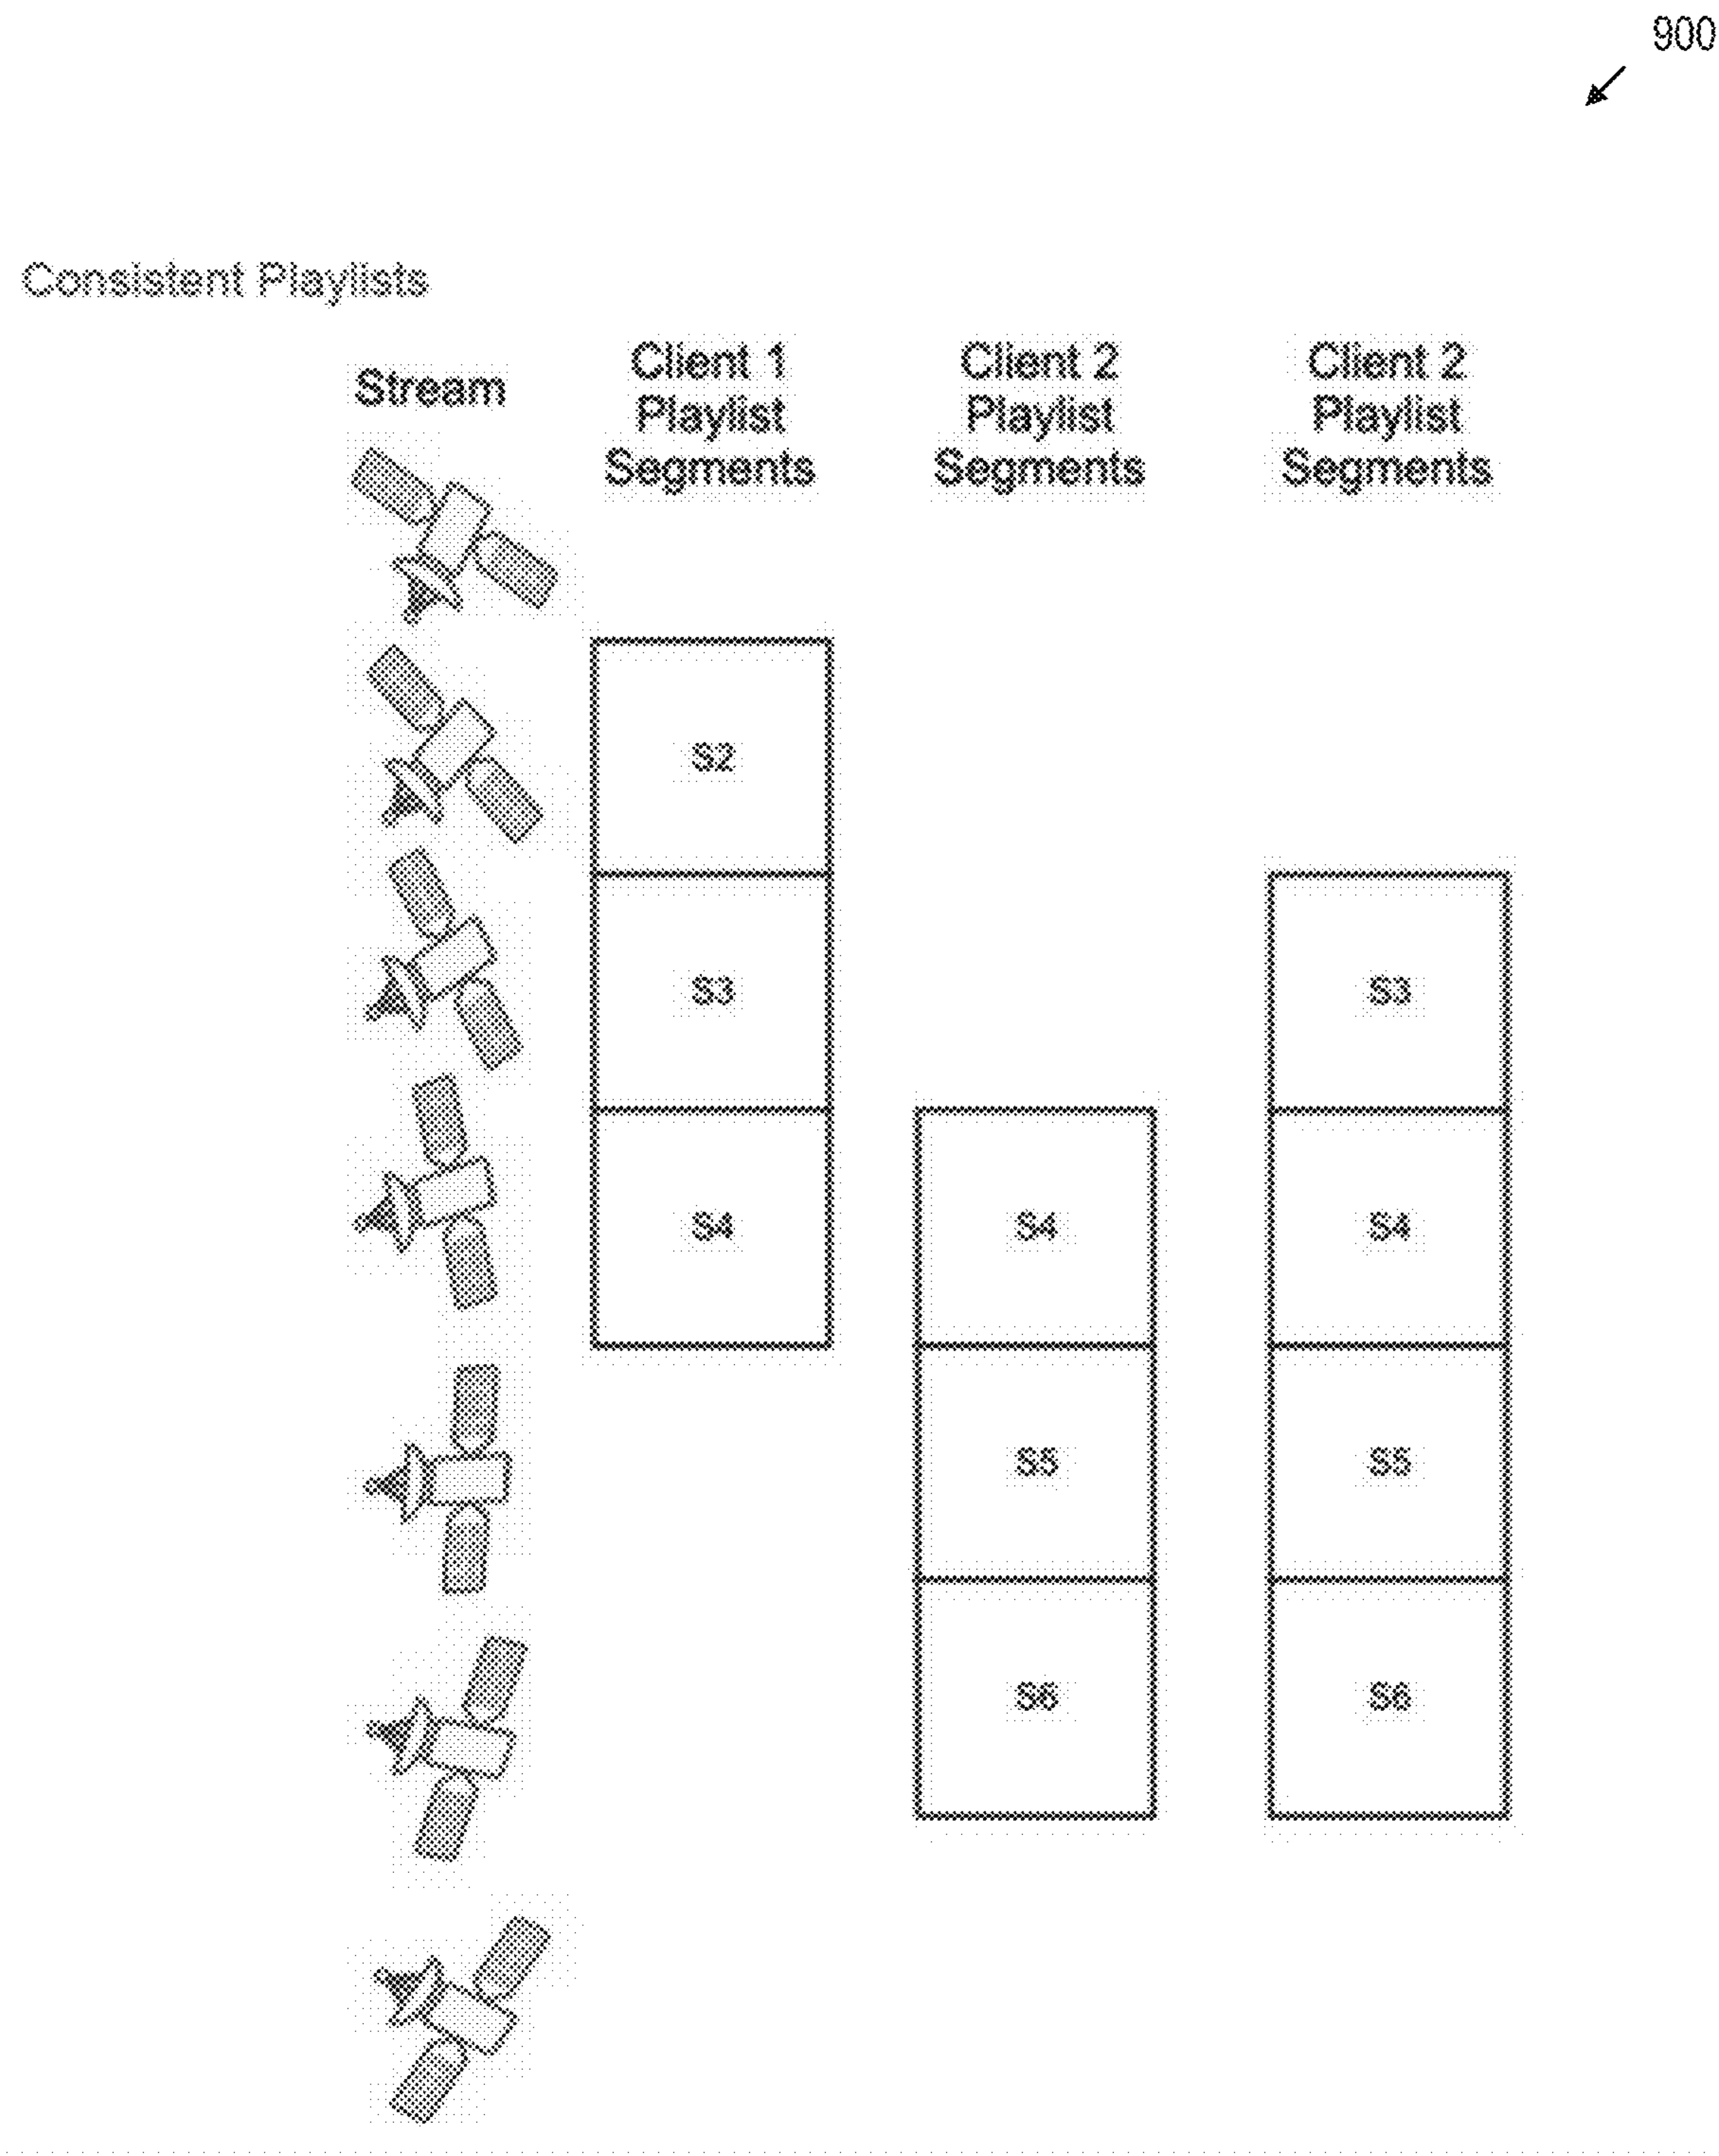 900
Consistent Playlists
Stream
Client 1
Playlist
Segments
Client 2
Playlist
Segments
Client 2
Playlist
Segments
S2
S3
S3
S4
S4
S4
S5
S5
S6
S6